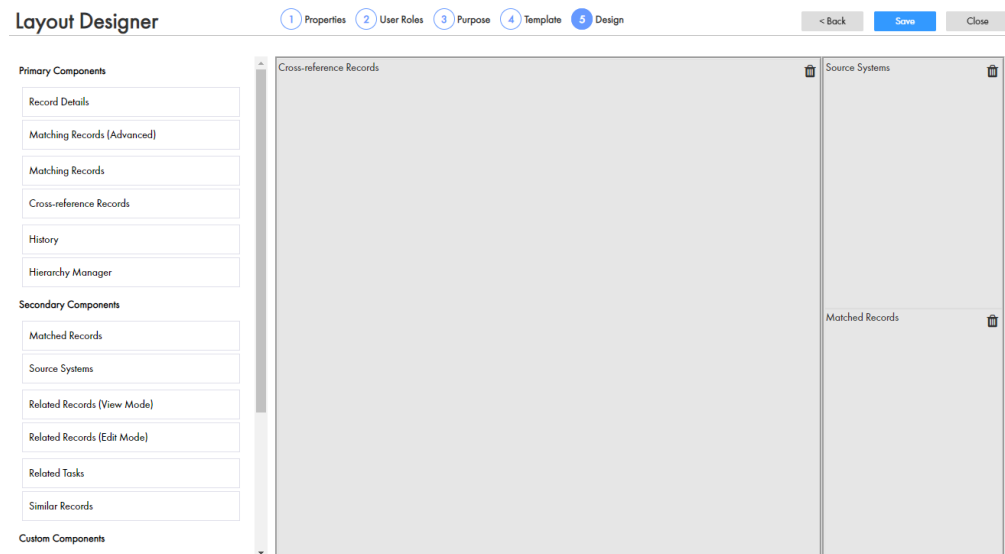 Layout Designer
1 Properties 2 User Roles 3 Purpose 4 Template 5 Design
< Back Save Close
Primary Components
Record Details
Matching Records (Advanced)
Matching Records
Cross-reference Records
History
Hierarchy Manager
Secondary Components
Matched Records
Source Systems
Related Records (View Mode)
Related Records (Edit Mode)
Related Tasks
Similar Records
Custom Components
Cross-reference Records
Source Systems
Matched Records